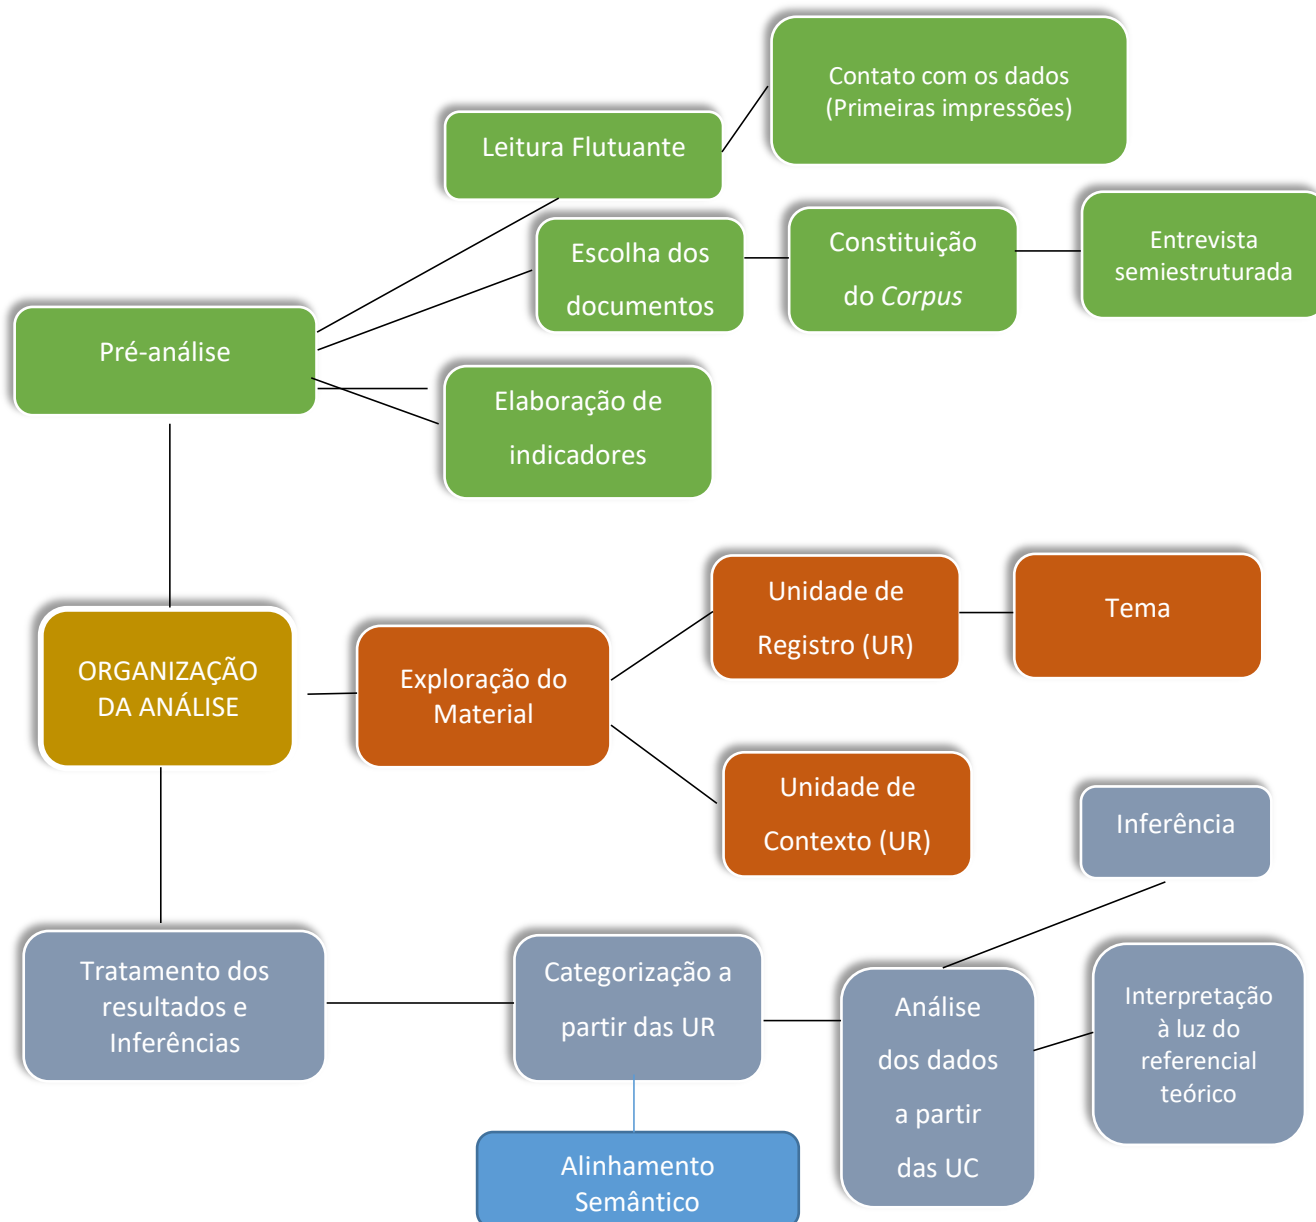 Contato com os dados
(Primeiras impressões)
Leitura Flutuante
Escolha dos
documentos
Constituição
do Corpus
Entrevista
semiestruturada
Pré-análise
Elaboração de
indicadores
Unidade de
Registro (UR)
Tema
ORGANIZAÇÃO
DA ANÁLISE
Exploração do
Material
Unidade de
Contexto (UR)
Inferência
Tratamento dos
resultados e
Inferências
Categorização a
partir das UR
Análise
dos dados
a partir
das UC
Interpretação
à luz do
referencial
teórico
Alinhamento
Semântico